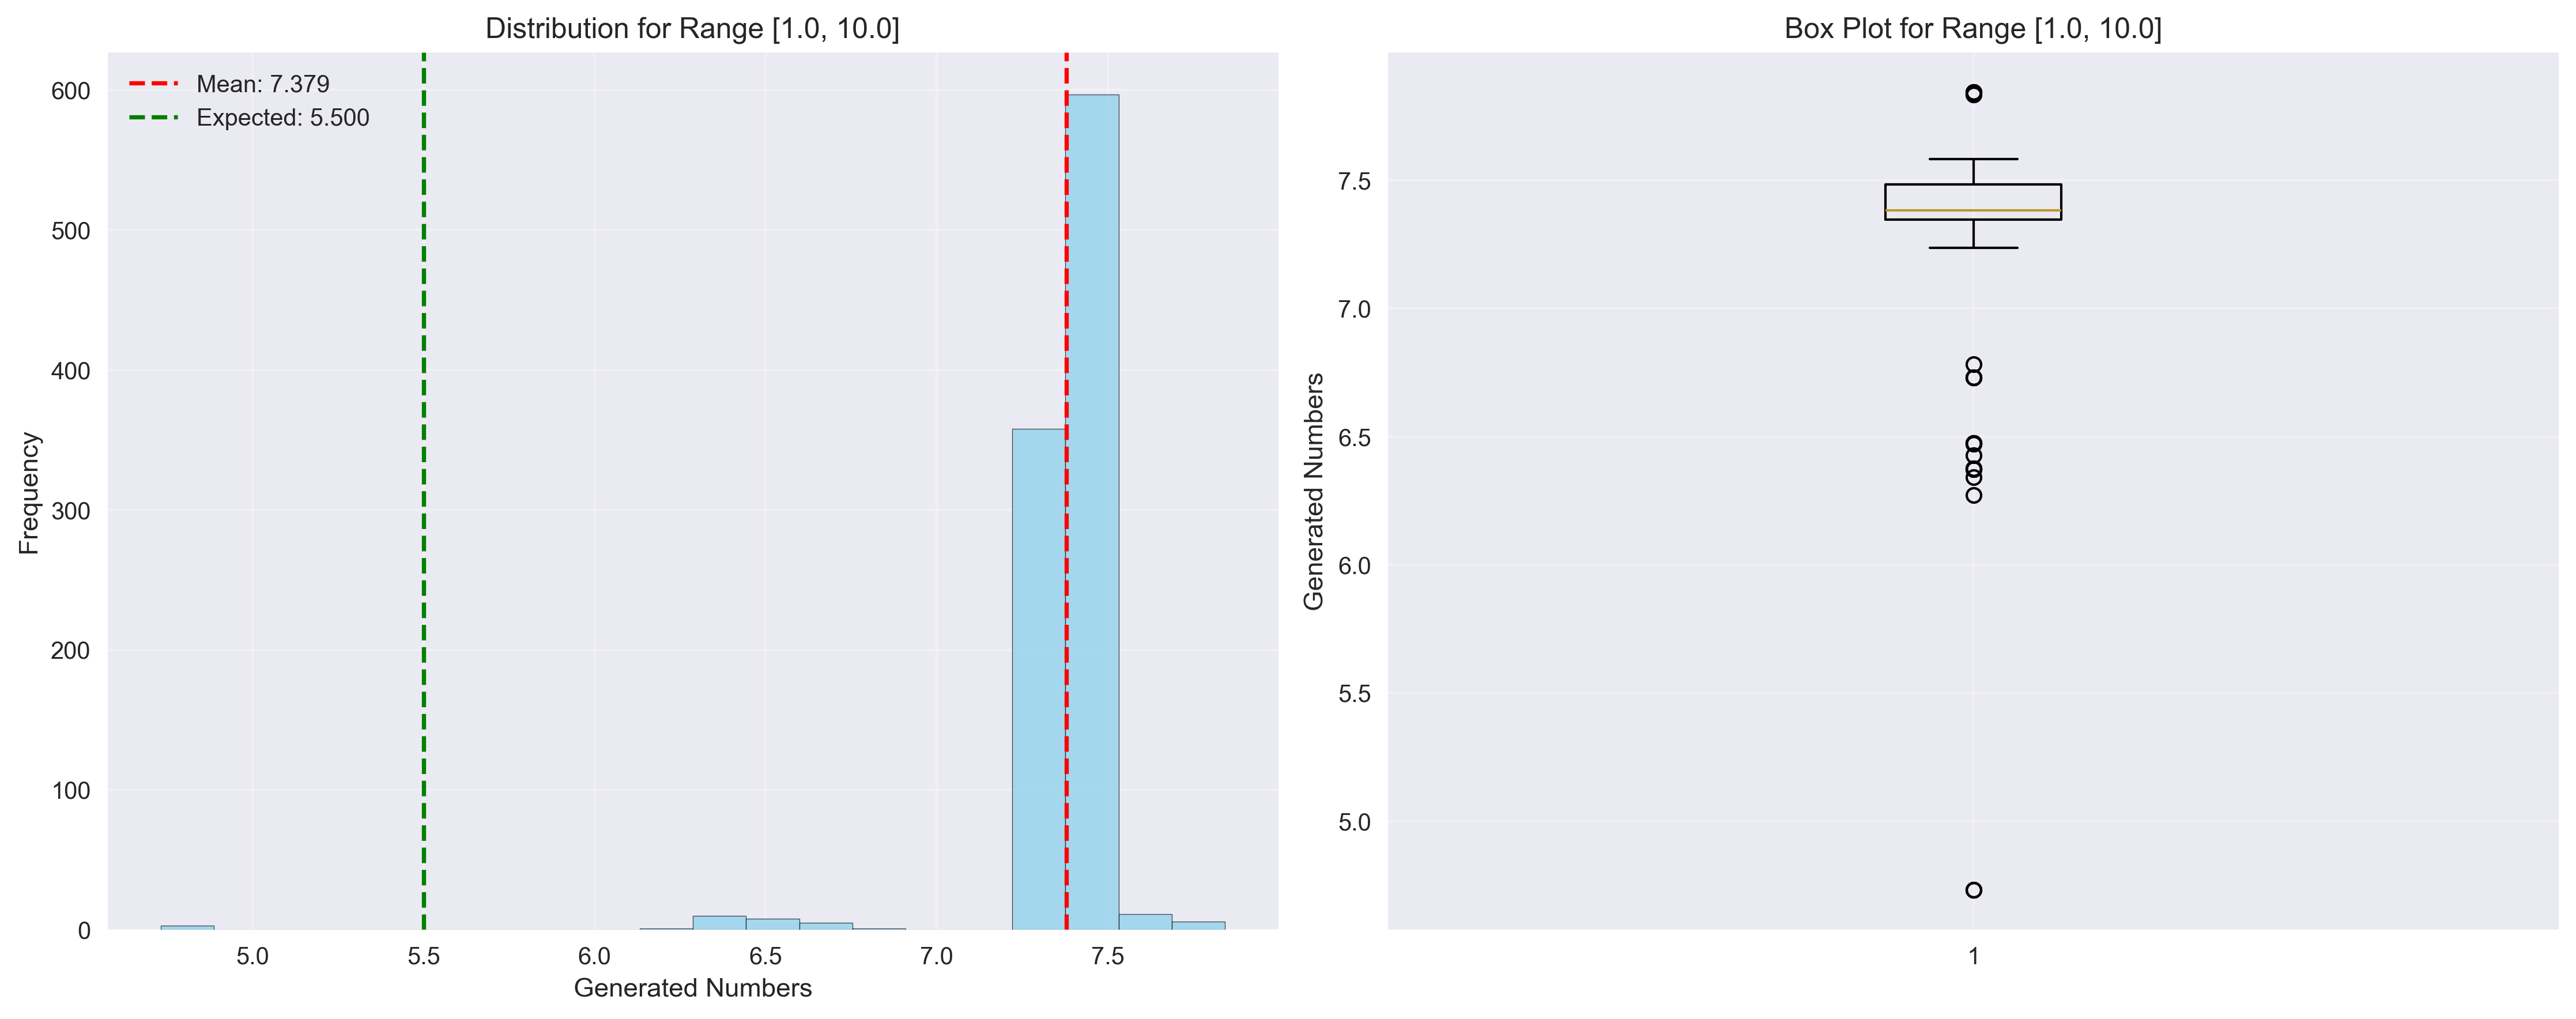 Distribution for Range [1.0, 10.0]
Mean: 7.379
Expected: 5.500
Frequency
600
500
400
300
200
100
0
5.0 5.5 6.0 6.5 7.0 7.5
Generated Numbers
Box Plot for Range [1.0, 10.0]
Generated Numbers
7.5
7.0
6.5
6.0
5.5
5.0
1